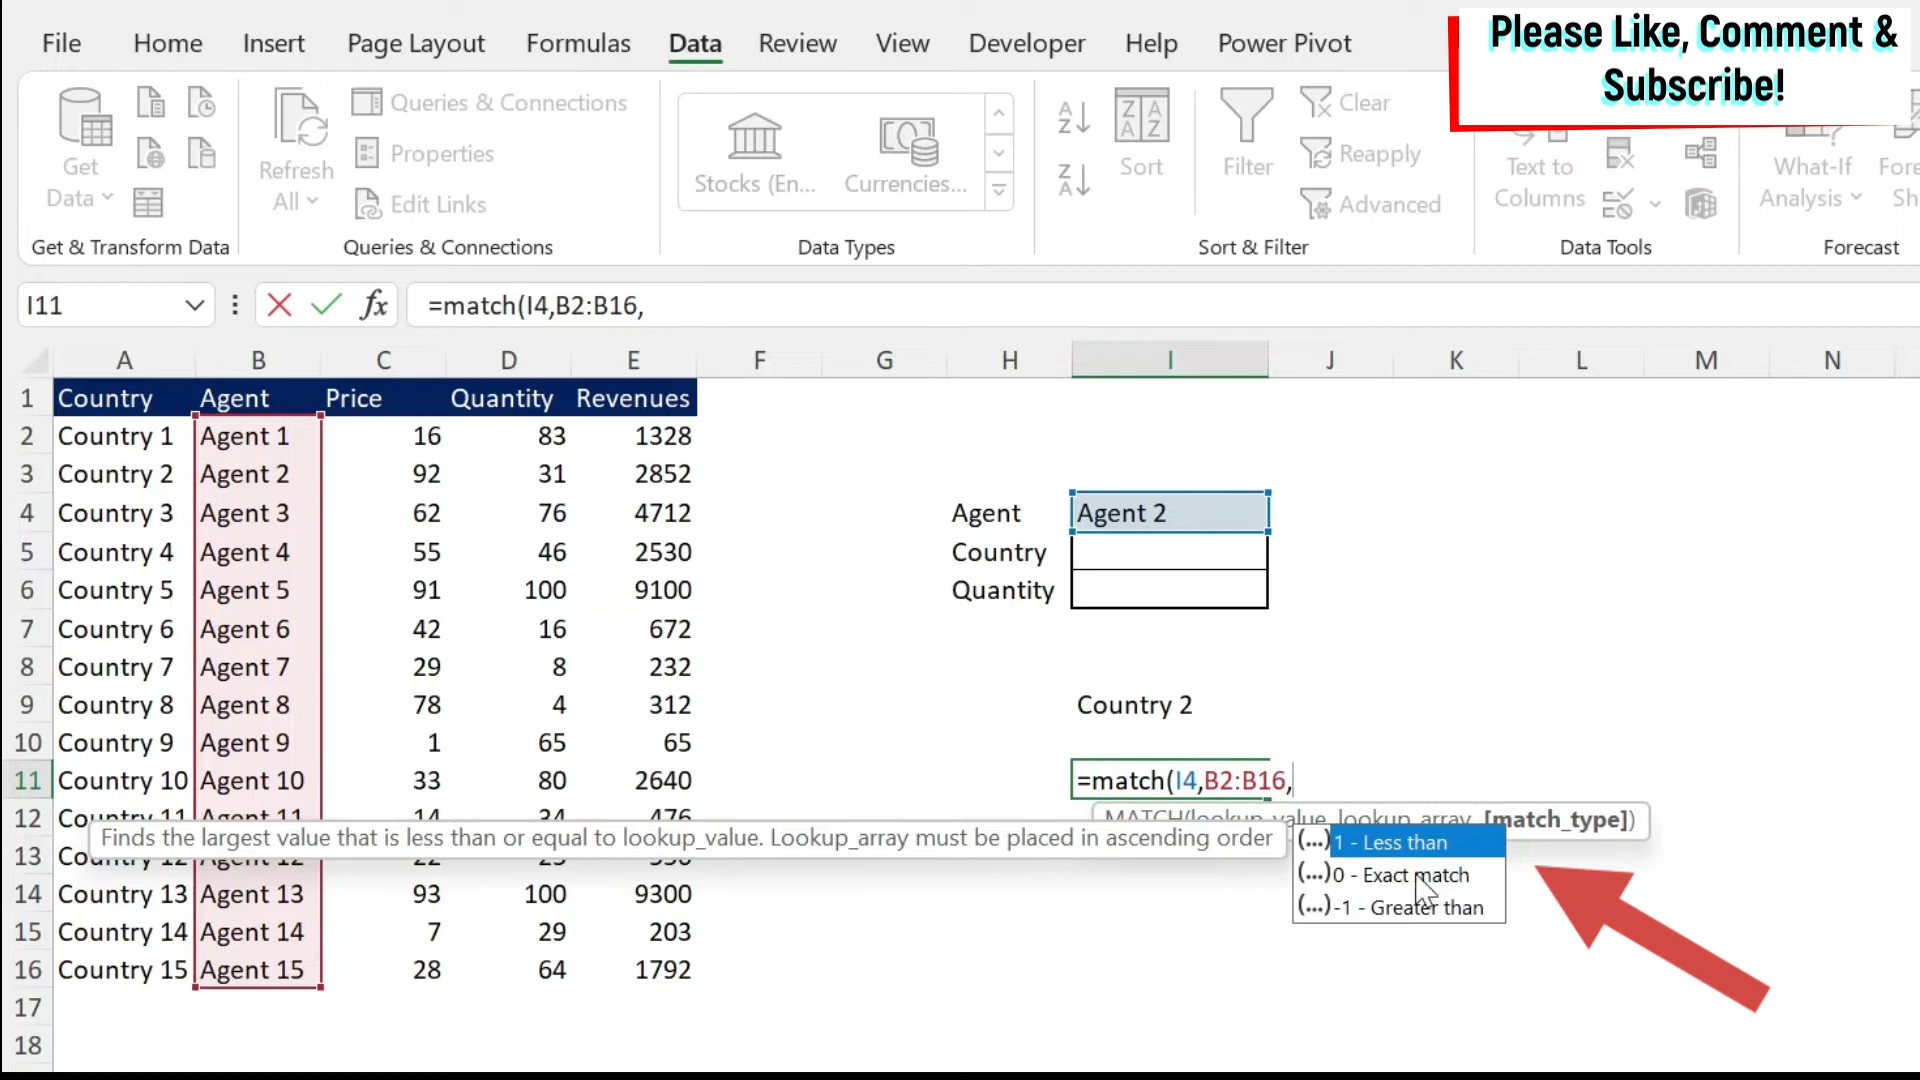 Please Like, Comment &
Subscribe!
File Home Insert Page Layout Formulas Data Review View Developer Help Power Pivot
Get
Data
Refresh
All
Queries & Connections
Properties
Edit Links
Stocks (En... Currencies...
Sort
Filter
Clear
Reapply
Advanced
Text to
Columns
What-If
Analysis
Get & Transform Data Queries & Connections Data Types Sort & Filter Data Tools Forecast
I11 fx =match(I4,B2:B16,
A B C D E F G H I J K L M N
1 Country Agent Price Quantity Revenues
2 Country 1 Agent 1 16 83 1328
3 Country 2 Agent 2 92 31 2852
4 Country 3 Agent 3 62 76 4712 Agent Agent 2
5 Country 4 Agent 4 55 46 2530 Country
6 Country 5 Agent 5 91 100 9100 Quantity
7 Country 6 Agent 6 42 16 672
8 Country 7 Agent 7 29 8 232
9 Country 8 Agent 8 78 4 312 Country 2
10 Country 9 Agent 9 1 65 65
11 Country 10 Agent 10 33 80 2640 =match(I4,B2:B16,
12 Country 11 Agent 11 14 34 476 MATCH(lookup_value, lookup_array, [match_type])
Finds the largest value that is less than or equal to lookup_value. Lookup_array must be placed in ascending order
(...)1 - Less than
(...)0 - Exact match
(...)-1 - Greater than
13
14 Country 13 Agent 13 93 100 9300
15 Country 14 Agent 14 7 29 203
16 Country 15 Agent 15 28 64 1792
17
18